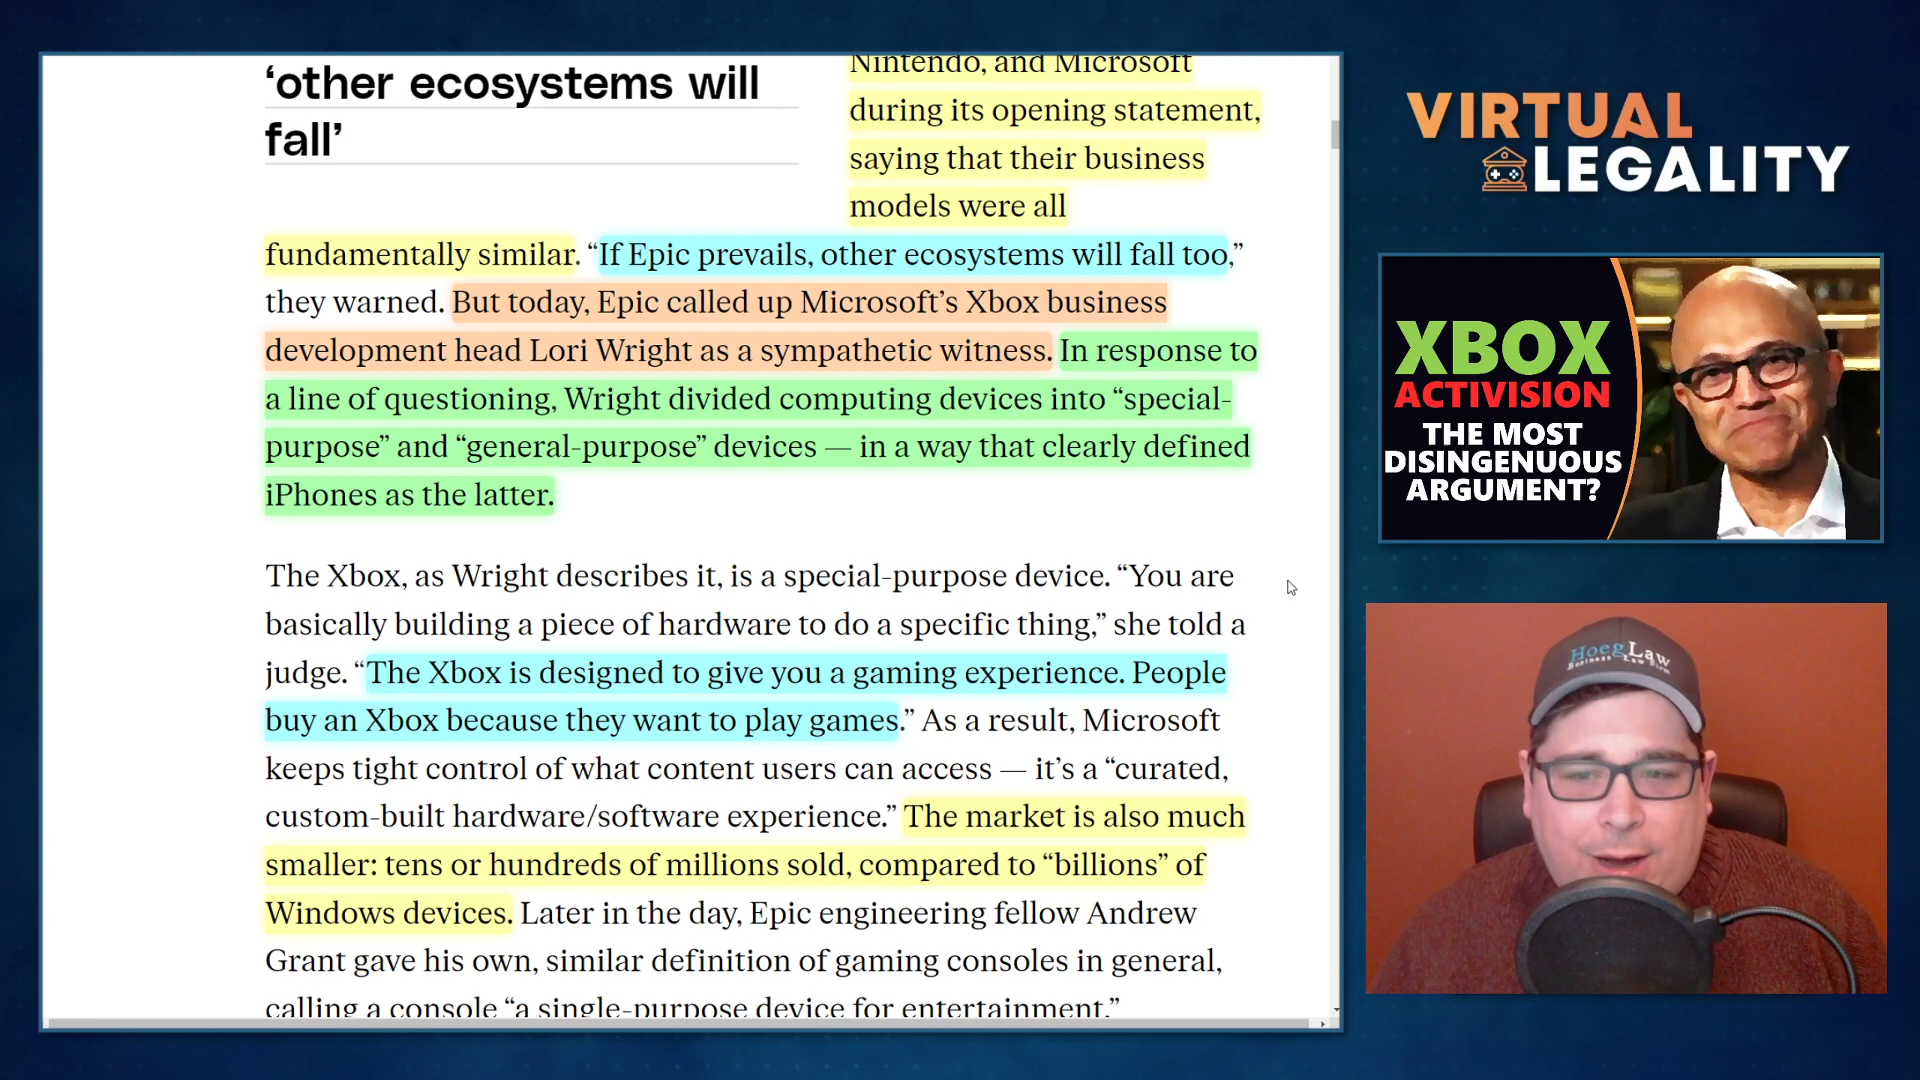 ‘other ecosystems will
fall’
Nintendo, and Microsoft
during its opening statement,
saying that their business
models were all
fundamentally similar. “If Epic prevails, other ecosystems will fall too,”
they warned. But today, Epic called up Microsoft’s Xbox business
development head Lori Wright as a sympathetic witness. In response to
a line of questioning, Wright divided computing devices into “special-
purpose” and “general-purpose” devices — in a way that clearly defined
iPhones as the latter.
The Xbox, as Wright describes it, is a special-purpose device. “You are
basically building a piece of hardware to do a specific thing,” she told a
judge. “The Xbox is designed to give you a gaming experience. People
buy an Xbox because they want to play games.” As a result, Microsoft
keeps tight control of what content users can access — it’s a “curated,
custom-built hardware/software experience.” The market is also much
smaller: tens or hundreds of millions sold, compared to “billions” of
Windows devices. Later in the day, Epic engineering fellow Andrew
Grant gave his own, similar definition of gaming consoles in general,
calling a console “a single-purpose device for entertainment.”
VIRTUAL
LEGALITY
XBOX
ACTIVISION
THE MOST
DISINGENUOUS
ARGUMENT?
HoegLaw
Business Law Firm